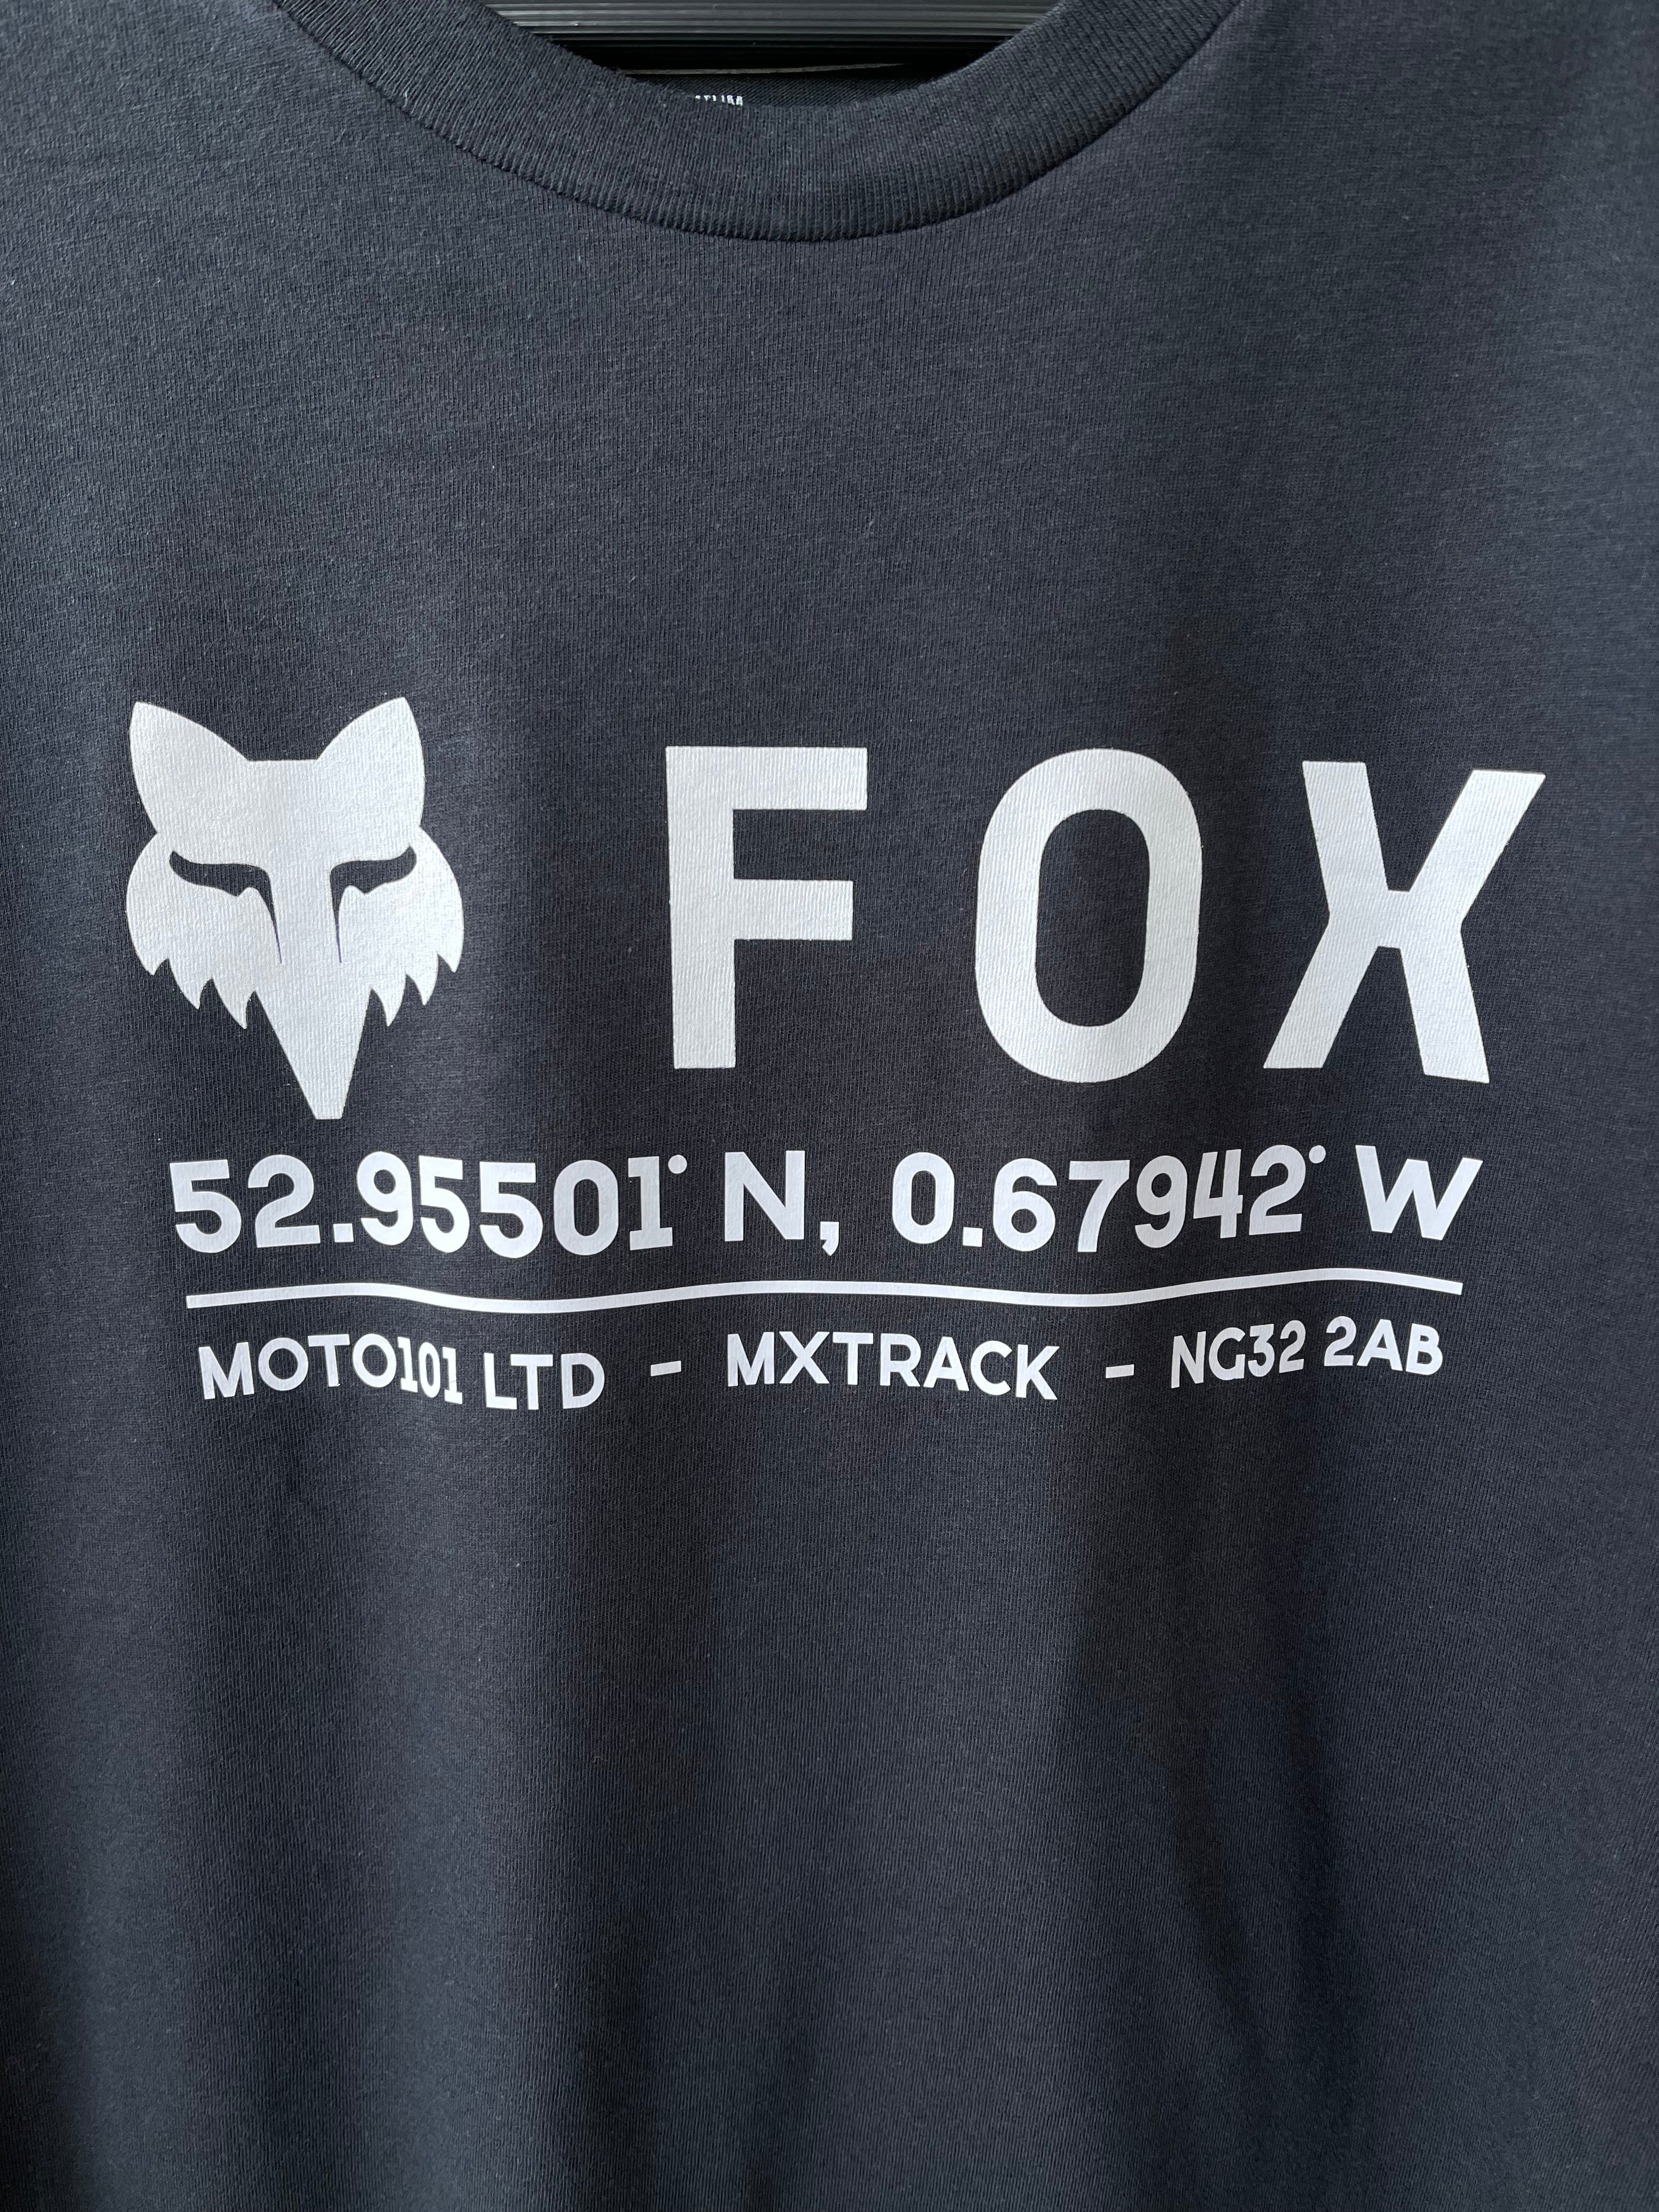 FOX
52.95501° N, 0.67942° W
MOTO101 LTD - MXTRACK - NG32 2AB